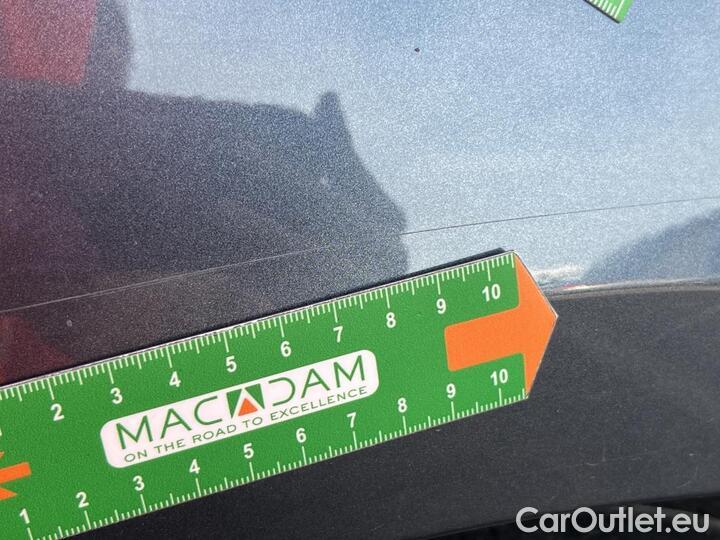 2 3 4 5 6 7 8 9 10
MACADAM
ON THE ROAD TO EXCELLENCE
1 2 3 4 5 6 7 8 9 10
CarOutlet.eu